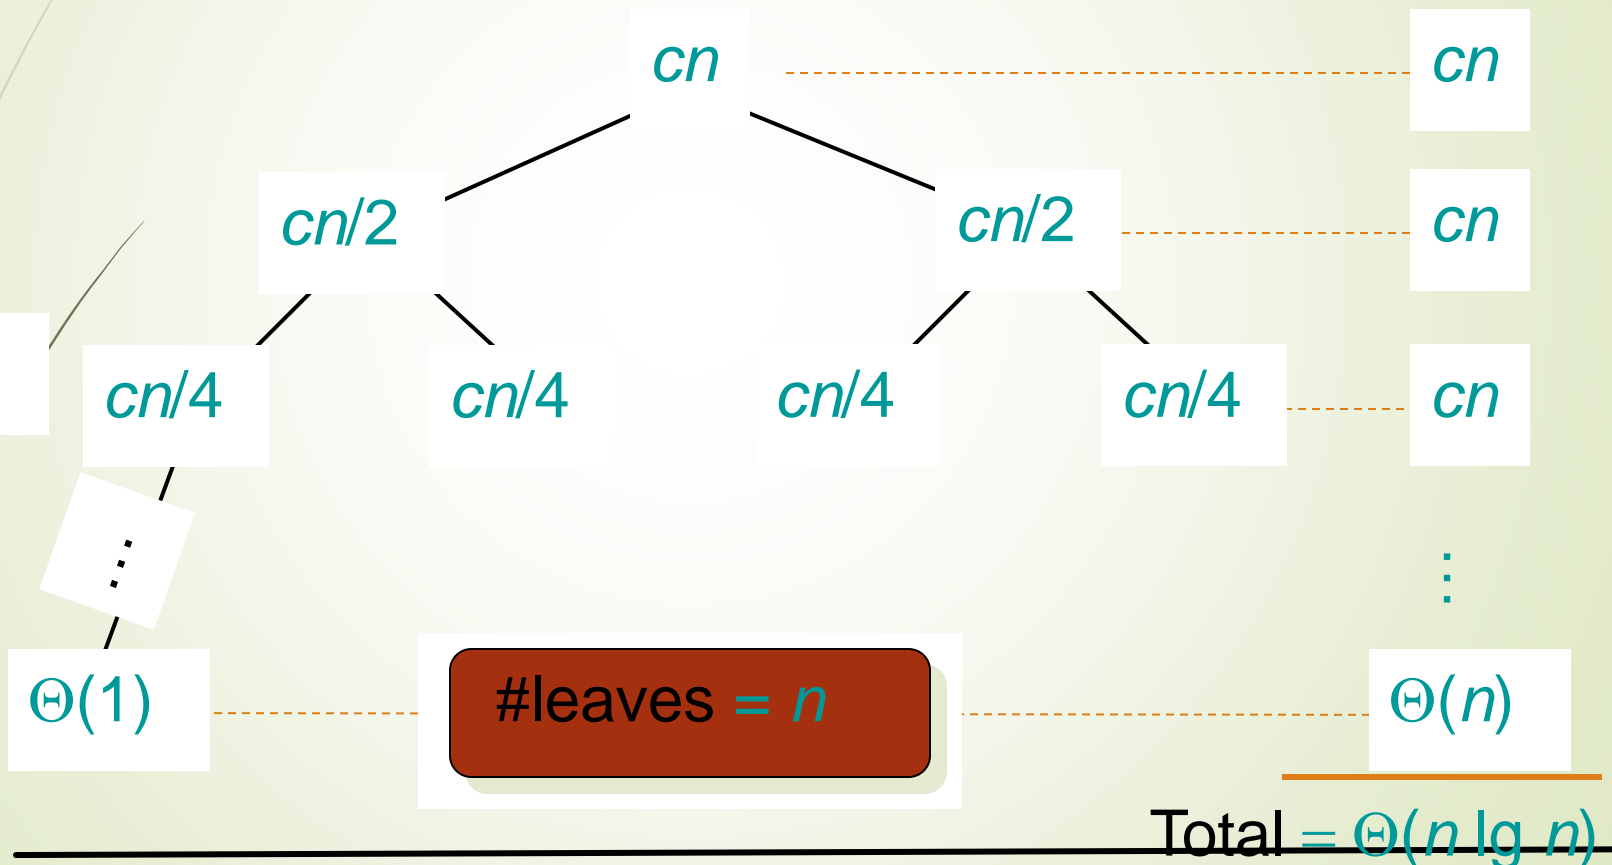 cn cn
cn/2 cn/2 cn
cn/4 cn/4 cn/4 cn/4 cn
… ⋮
Θ(1) #leaves = n Θ(n)
Total = Θ(n lg n)